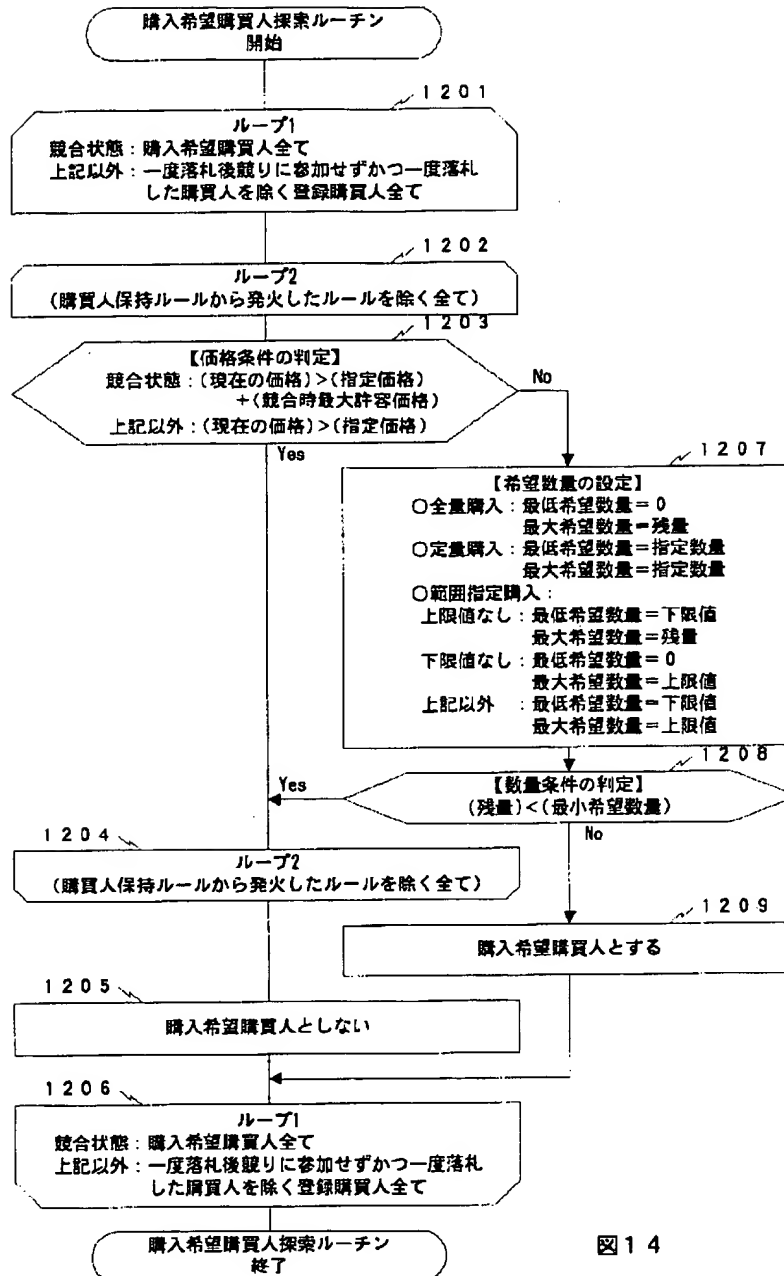 購入希望購買人探索ルーチン
開始
1201
ループ1
競合状態：購入希望購買人全て
上記以外：一度落札後競りに参加せずかつ一度落札
した購買人を除く登録購買人全て
1202
ループ2
（購買人保持ルールから発火したルールを除く全て）
1203
【価格条件の判定】
競合状態：(現在の価格)＞(指定価格)
＋(競合時最大許容価格)
上記以外：(現在の価格)＞(指定価格)
No
Yes
1207
【希望数量の設定】
○全量購入：最低希望数量＝0
最大希望数量＝残量
○定量購入：最低希望数量＝指定数量
最大希望数量＝指定数量
○範囲指定購入：
上限値なし：最低希望数量＝下限値
最大希望数量＝残量
下限値なし：最低希望数量＝0
最大希望数量＝上限値
上記以外　：最低希望数量＝下限値
最大希望数量＝上限値
1208
【数量条件の判定】
(残量)＜(最小希望数量)
Yes
No
1204
ループ2
（購買人保持ルールから発火したルールを除く全て）
1209
購入希望購買人とする
1205
購入希望購買人としない
1206
ループ1
競合状態：購入希望購買人全て
上記以外：一度落札後競りに参加せずかつ一度落札
した購買人を除く登録購買人全て
購入希望購買人探索ルーチン
終了
図14